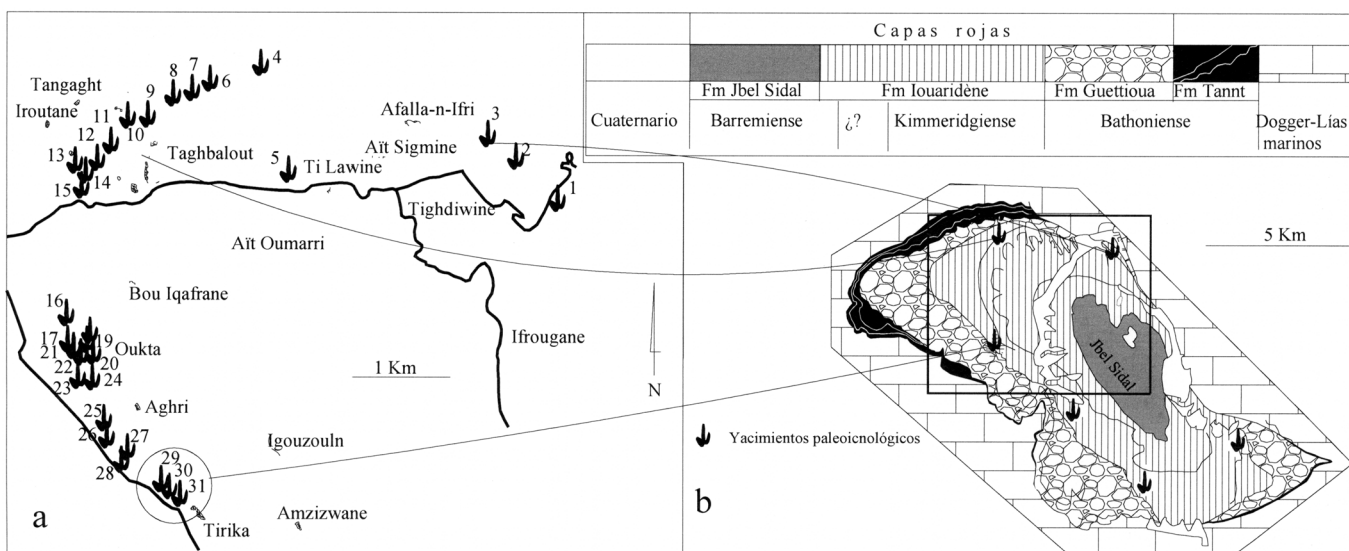 4
7
8
6
Tangaght
9
Iroutane
Afalla-n-Ifri
3
11
10
12
Aït Sigmine
2
13
Taghbalout
5
Ti Lawine
14
15
1
Tighdiwine
Aït Oumarri
Bou Iqafrane
16
Ifrougane
17
19
Oukta
21
20
22
1 Km
23
24
N
Aghri
25
26
27
Igouzouln
28
29
30
31
a
Tirika
Amzizwane
Capas rojas
Fm Jbel Sidal
Fm Iouaridène
Fm Guettioua
Fm Tannt
Cuaternario
Barremiense
¿?
Kimmeridgiense
Bathoniense
Dogger-Lías
marinos
5 Km
Jbel Sidal
Yacimientos paleoicnológicos
b